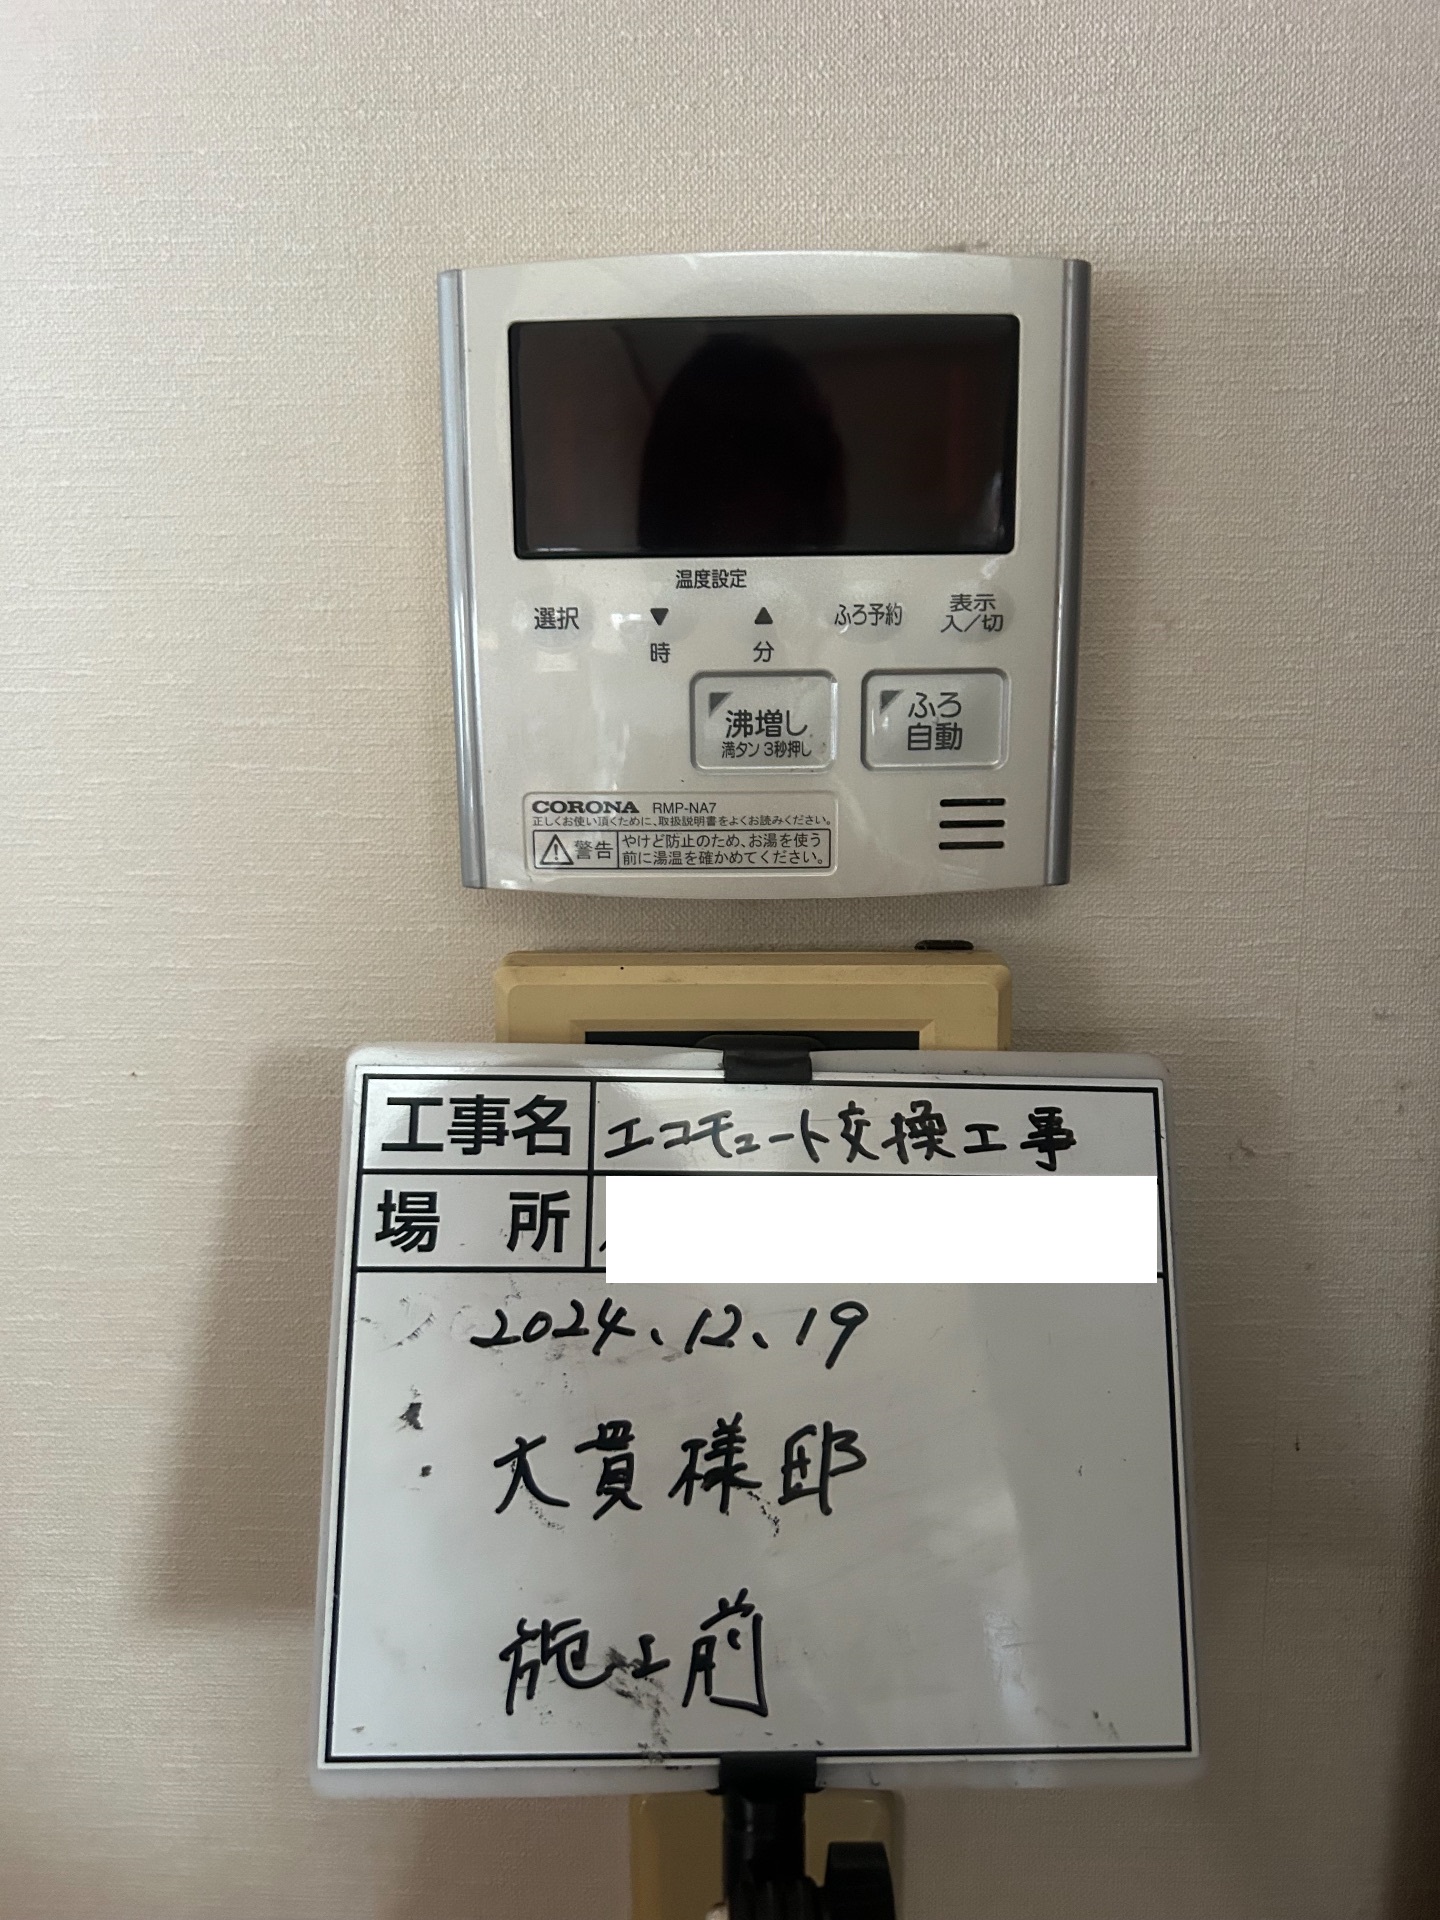 温度設定
選択 ▼ ▲ ふろ予約 表示
入/切
時 分
沸増し
満タン3秒押し
ふろ
自動
CORONA RMP-NA7
正しくお使い頂くために、取扱説明書をよくお読みください。
警告 やけど防止のため、お湯を使う
前に湯温を確かめてください。
工事名 エコキュート交換工事
場所
2024、12、19
大貫様邸
施工前